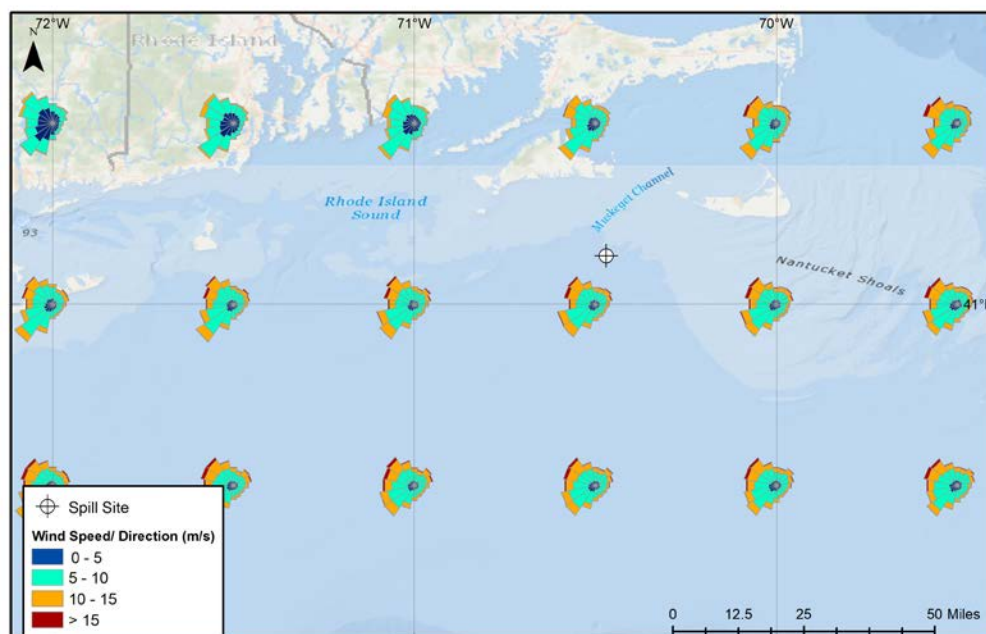 72°W
71°W
70°W
N
Rhode Island
Muskeget Channel
Rhode Island
Sound
93
Nantucket Shoals
41°N
Spill Site
Wind Speed/ Direction (m/s)
0 - 5
5 - 10
10 - 15
> 15
0 12.5 25 50 Miles